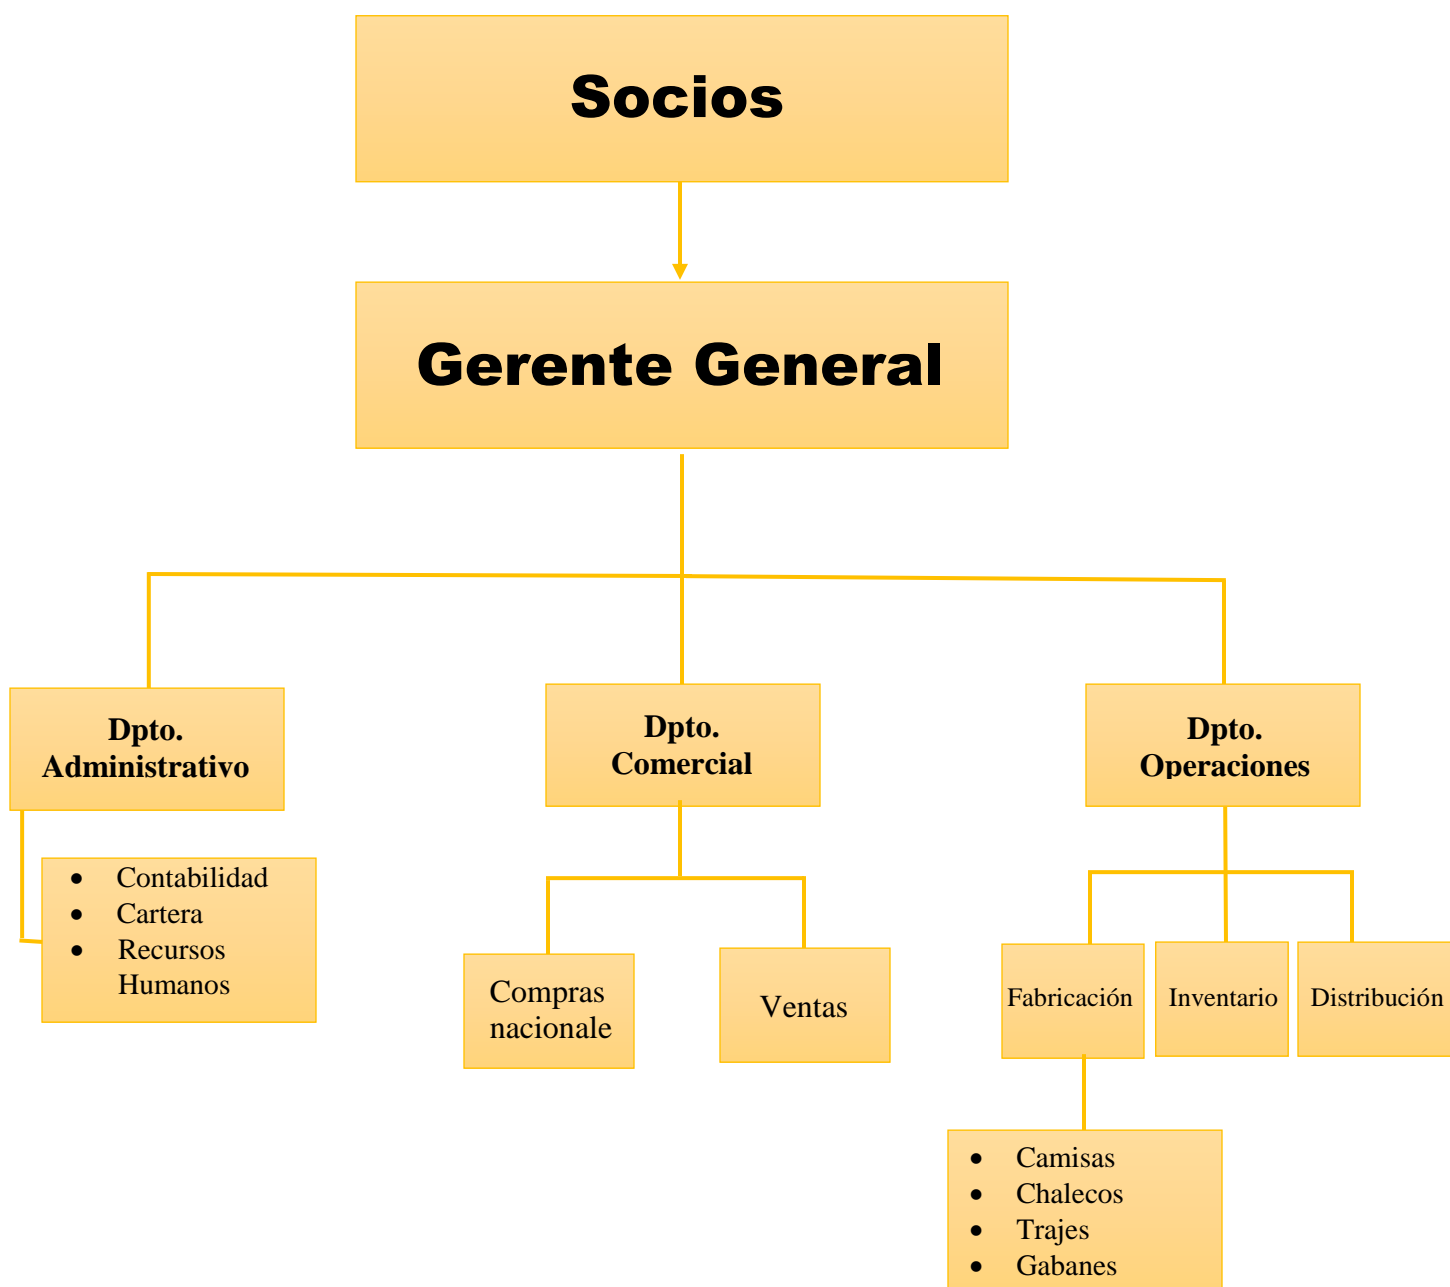 Socios
Gerente General
Dpto.
Administrativo
Dpto.
Comercial
Dpto.
Operaciones
• Contabilidad
• Cartera
• Recursos
Humanos
Compras
nacionale
Ventas
Fabricación
Inventario
Distribución
• Camisas
• Chalecos
• Trajes
• Gabanes